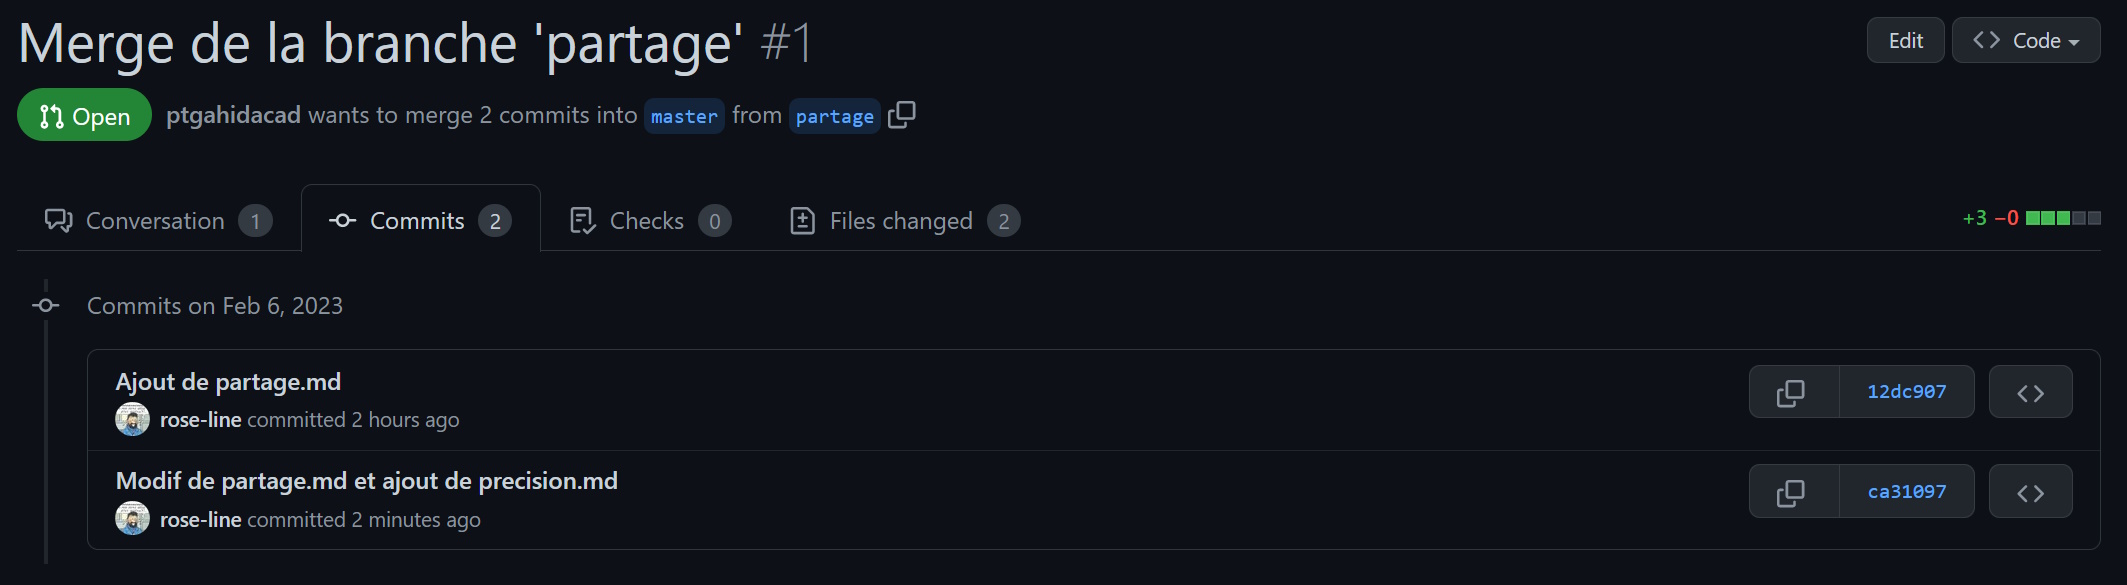 Merge de la branche 'partage' #1
Edit
Code
Open
ptgahidacad wants to merge 2 commits into master from partage
Conversation 1
Commits 2
Checks 0
Files changed 2
+3 −0
Commits on Feb 6, 2023
Ajout de partage.md
12dc907
rose-line committed 2 hours ago
Modif de partage.md et ajout de precision.md
ca31097
rose-line committed 2 minutes ago